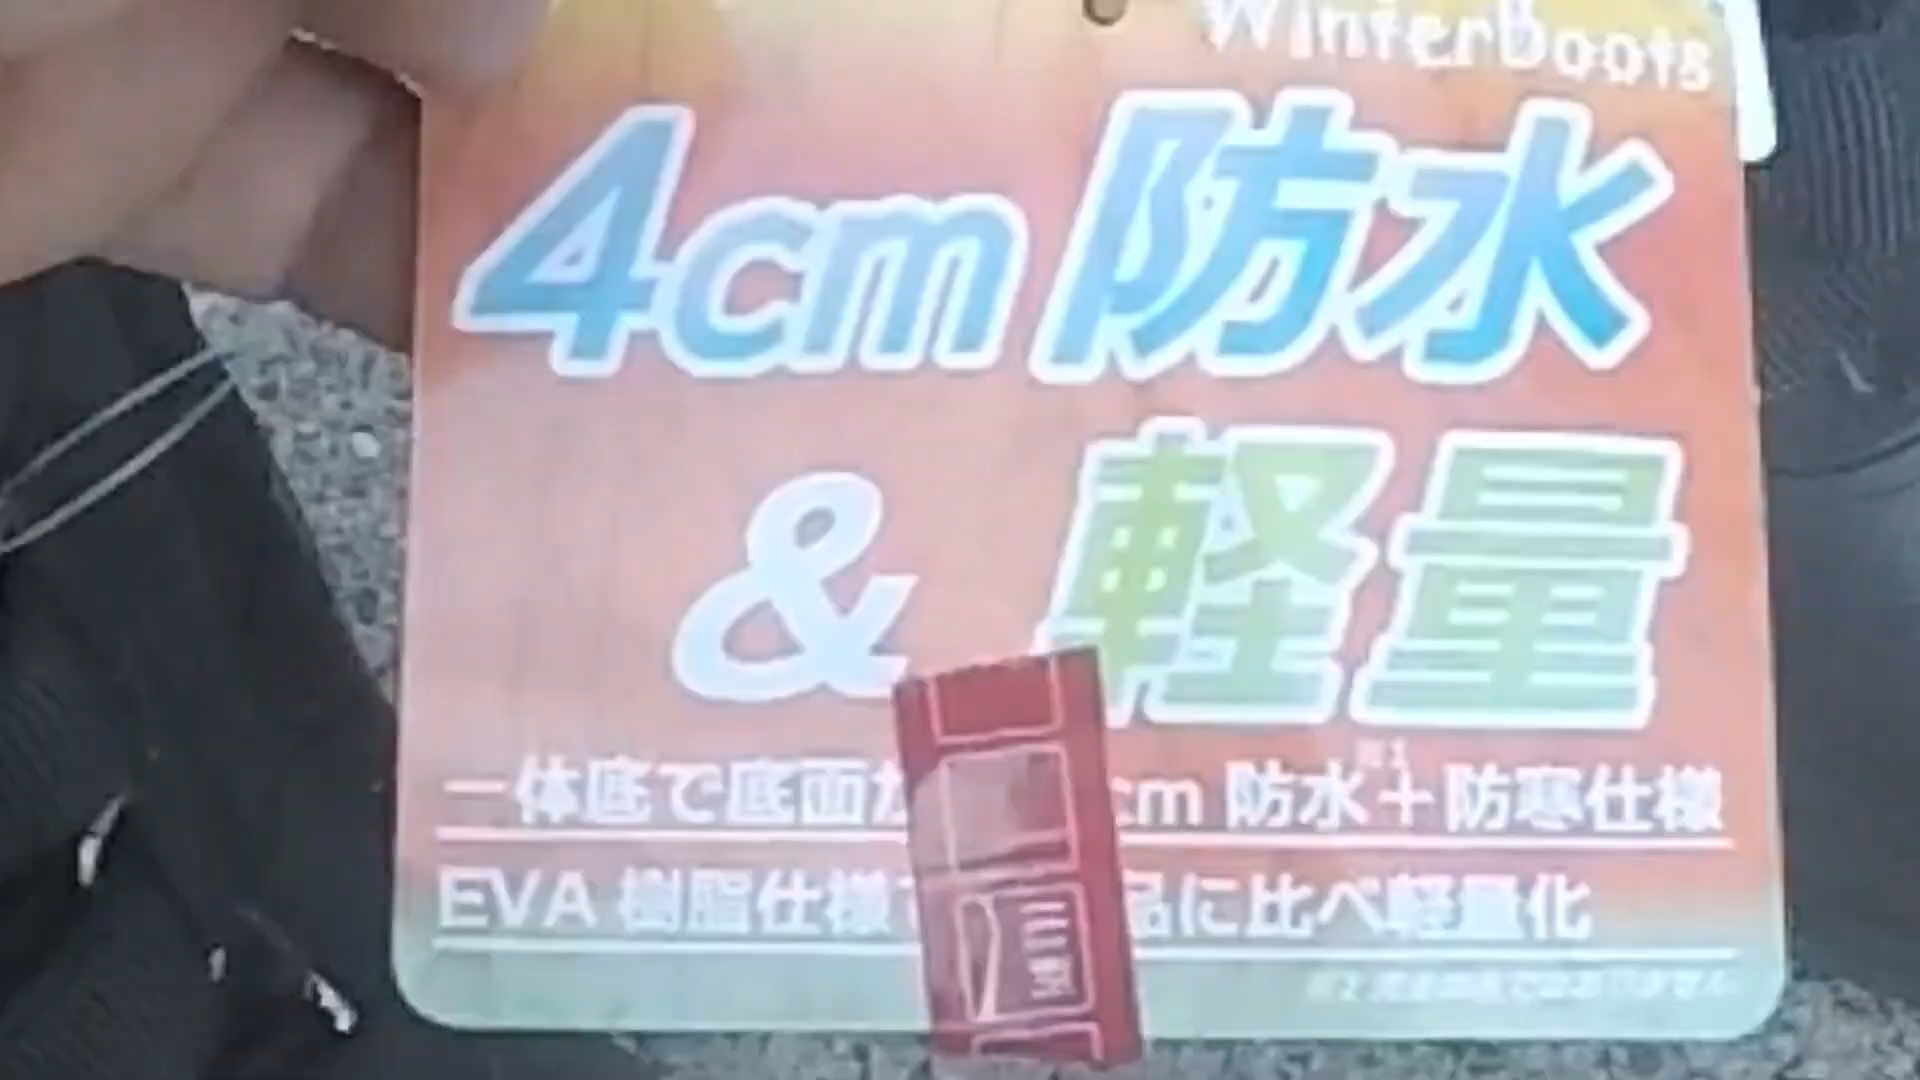 WinterBoots
4cm 防水
& 軽量
一体底で底面か cm 防水※1＋防寒仕様
EVA 樹脂仕様で 品に比べ軽量化